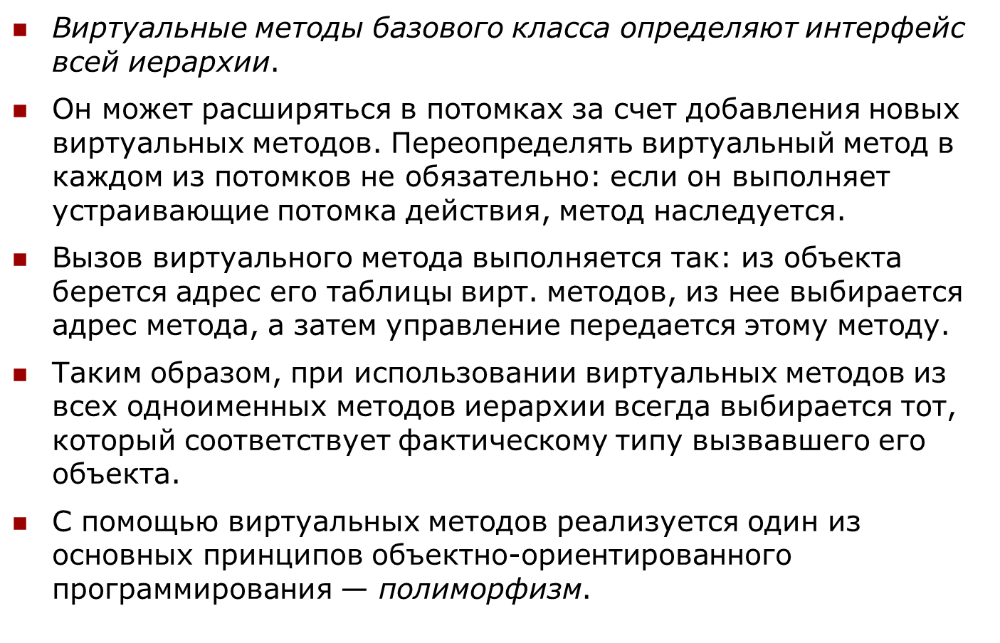 Виртуальные методы базового класса определяют интерфейс
всей иерархии.
Он может расширяться в потомках за счет добавления новых
виртуальных методов. Переопределять виртуальный метод в
каждом из потомков не обязательно: если он выполняет
устраивающие потомка действия, метод наследуется.
Вызов виртуального метода выполняется так: из объекта
берется адрес его таблицы вирт. методов, из нее выбирается
адрес метода, а затем управление передается этому методу.
Таким образом, при использовании виртуальных методов из
всех одноименных методов иерархии всегда выбирается тот,
который соответствует фактическому типу вызвавшего его
объекта.
С помощью виртуальных методов реализуется один из
основных принципов объектно-ориентированного
программирования — полиморфизм.